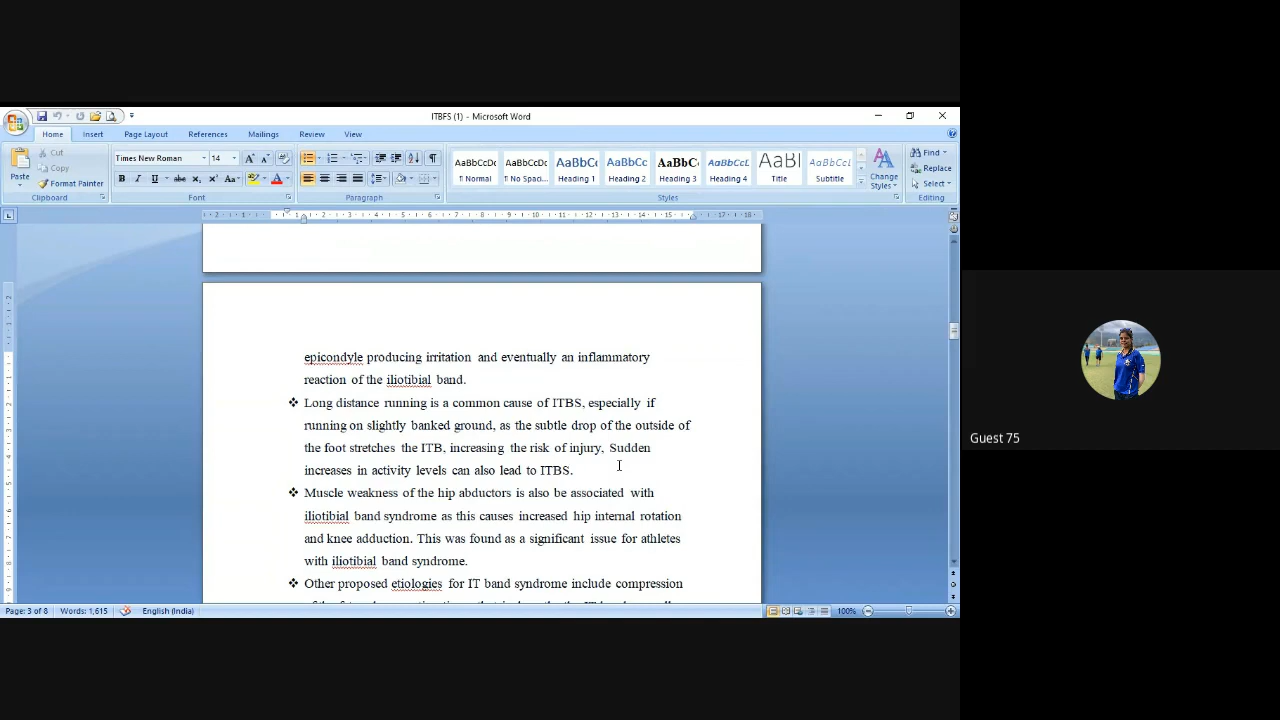 ITBFS (1) - Microsoft Word
Home Insert Page Layout References Mailings Review View
Cut
Copy
Format Painter
Paste
Clipboard
Times New Roman 14
Font
Paragraph
AaBbCcDc AaBbCcDc AaBbCc AaBbCc AaBbC AaBbCcL AaBl AaBbCcL
¶ Normal ¶ No Spaci... Heading 1 Heading 2 Heading 3 Heading 4 Title Subtitle
Change Styles
Styles
Find
Replace
Select
Editing
epicondyle producing irritation and eventually an inflammatory
reaction of the iliotibial band.
❖ Long distance running is a common cause of ITBS, especially if
running on slightly banked ground, as the subtle drop of the outside of
the foot stretches the ITB, increasing the risk of injury, Sudden
increases in activity levels can also lead to ITBS.
❖ Muscle weakness of the hip abductors is also be associated with
iliotibial band syndrome as this causes increased hip internal rotation
and knee adduction. This was found as a significant issue for athletes
with iliotibial band syndrome.
❖ Other proposed etiologies for IT band syndrome include compression
Page: 3 of 8 Words: 1,615 English (India) 100%
Guest 75